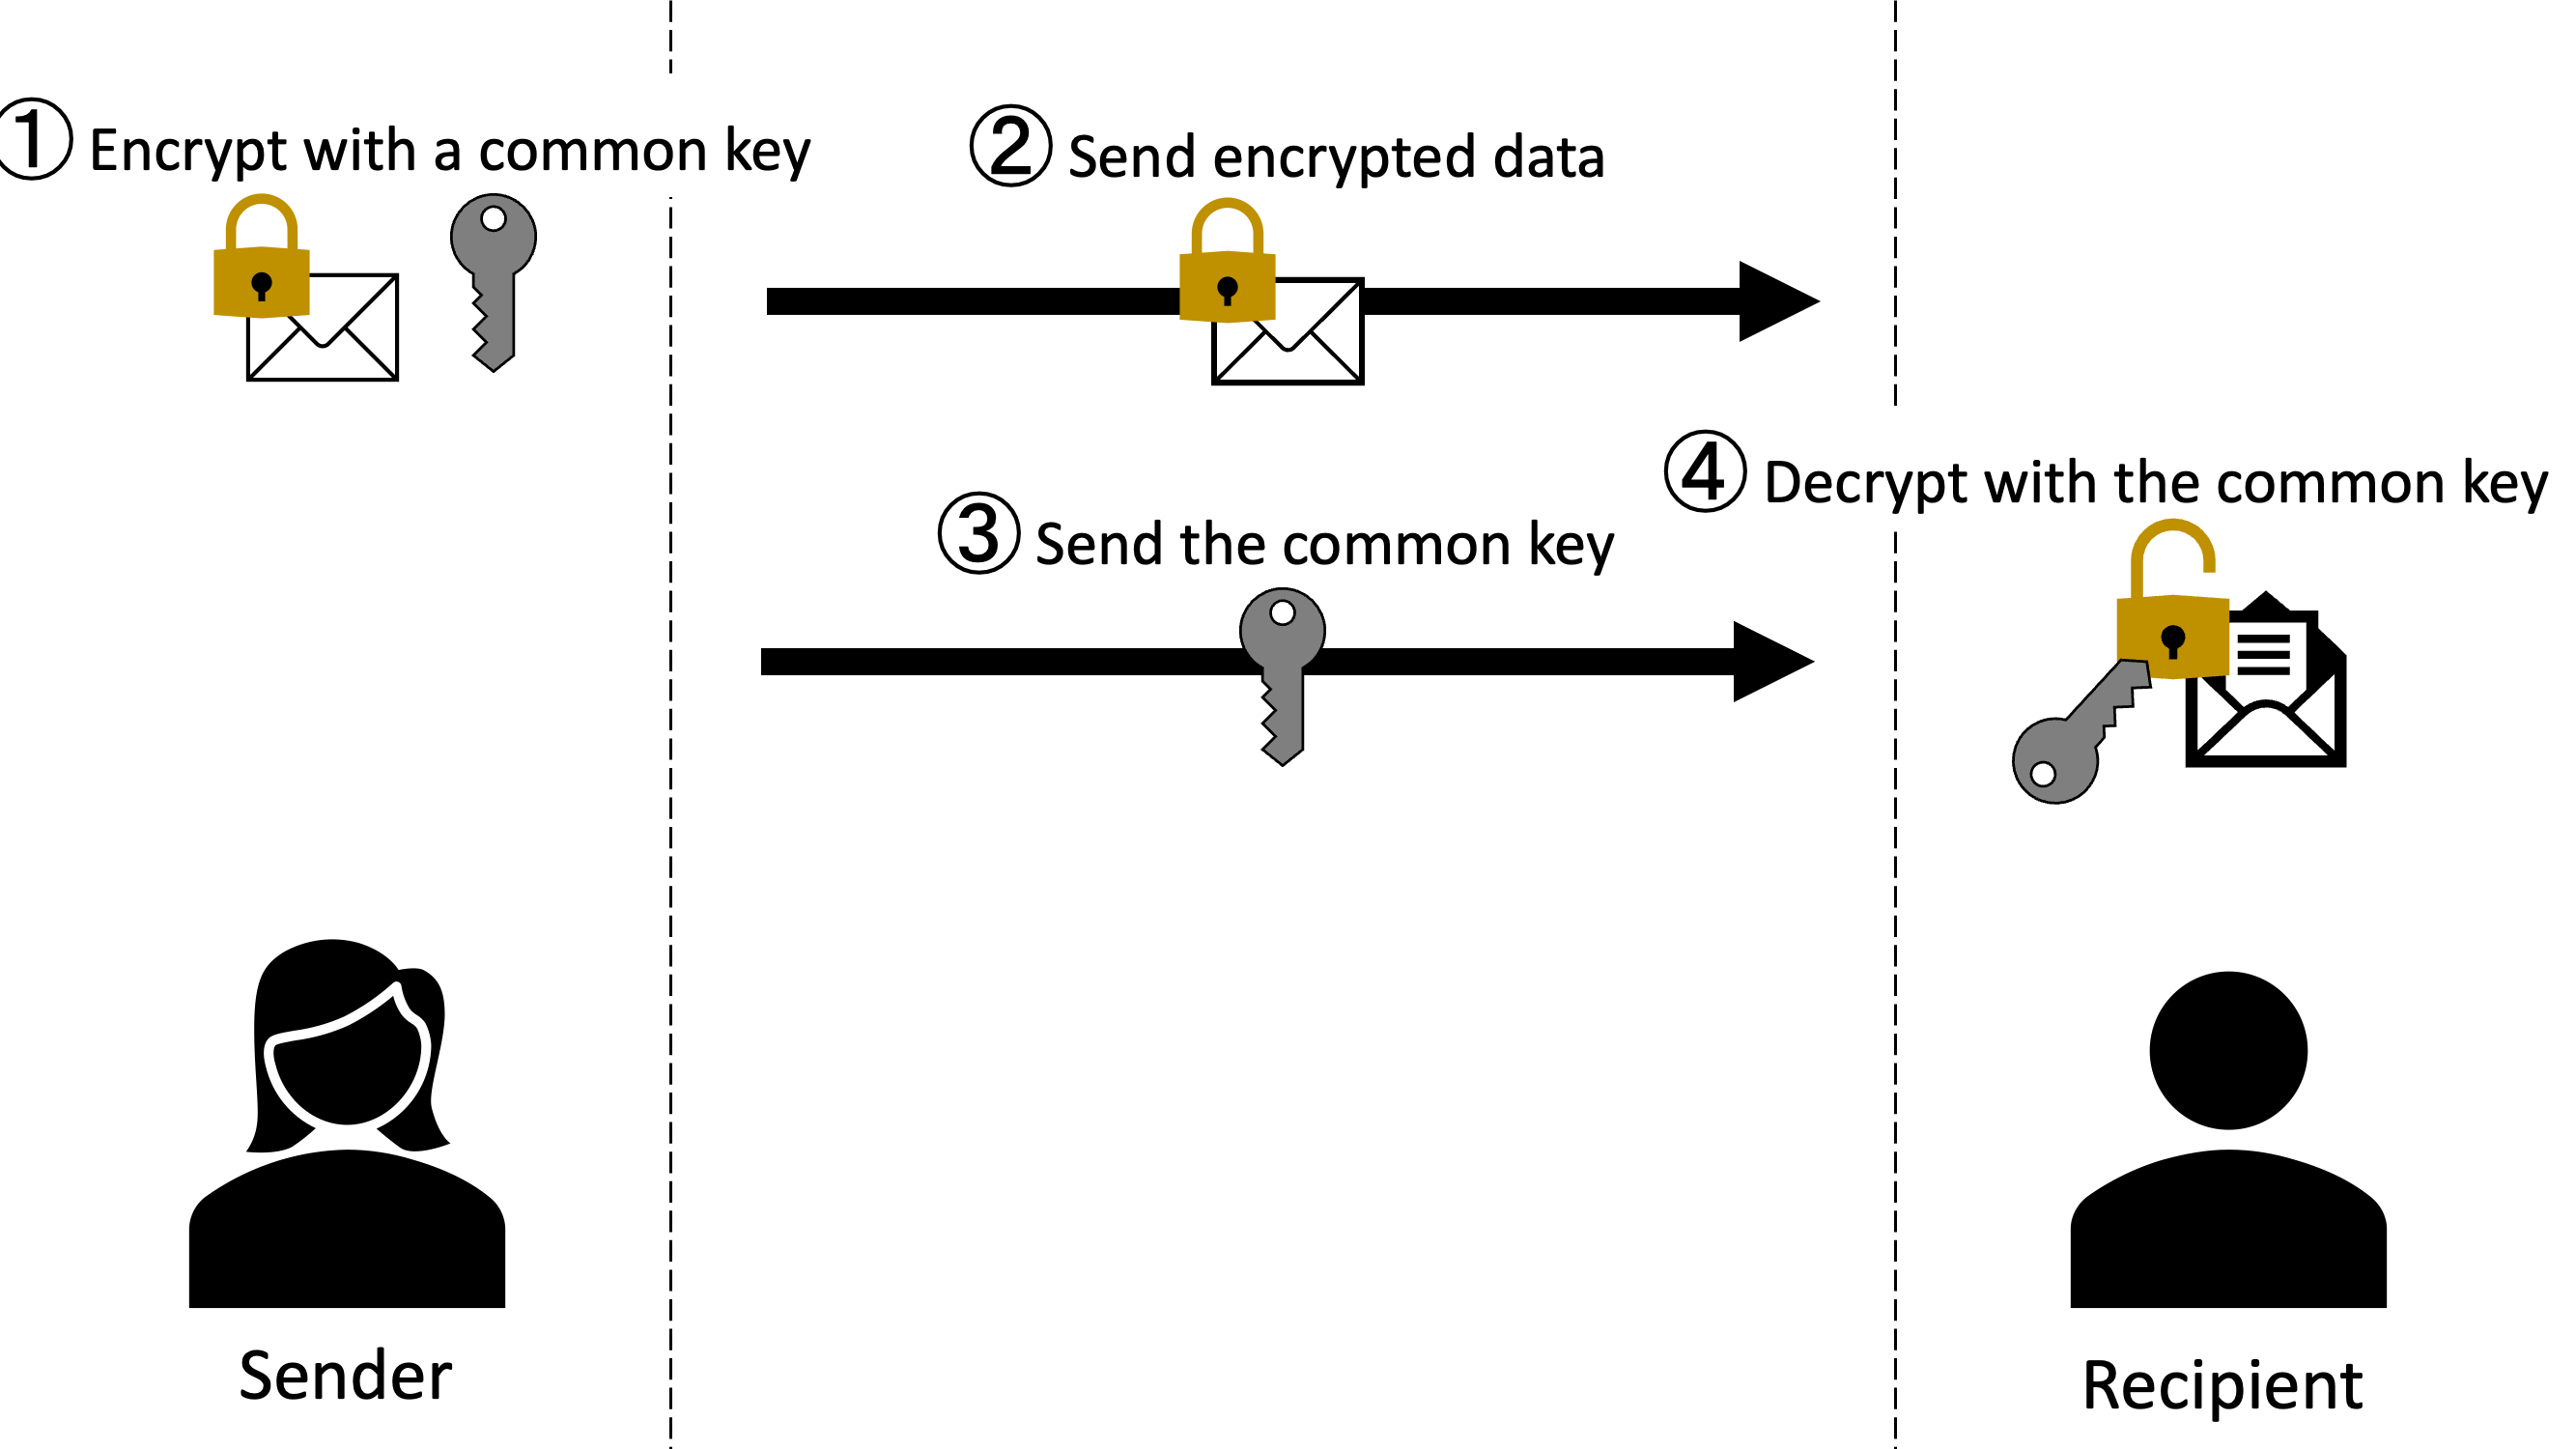 ① Encrypt with a common key
② Send encrypted data
③ Send the common key
④ Decrypt with the common key
Sender
Recipient